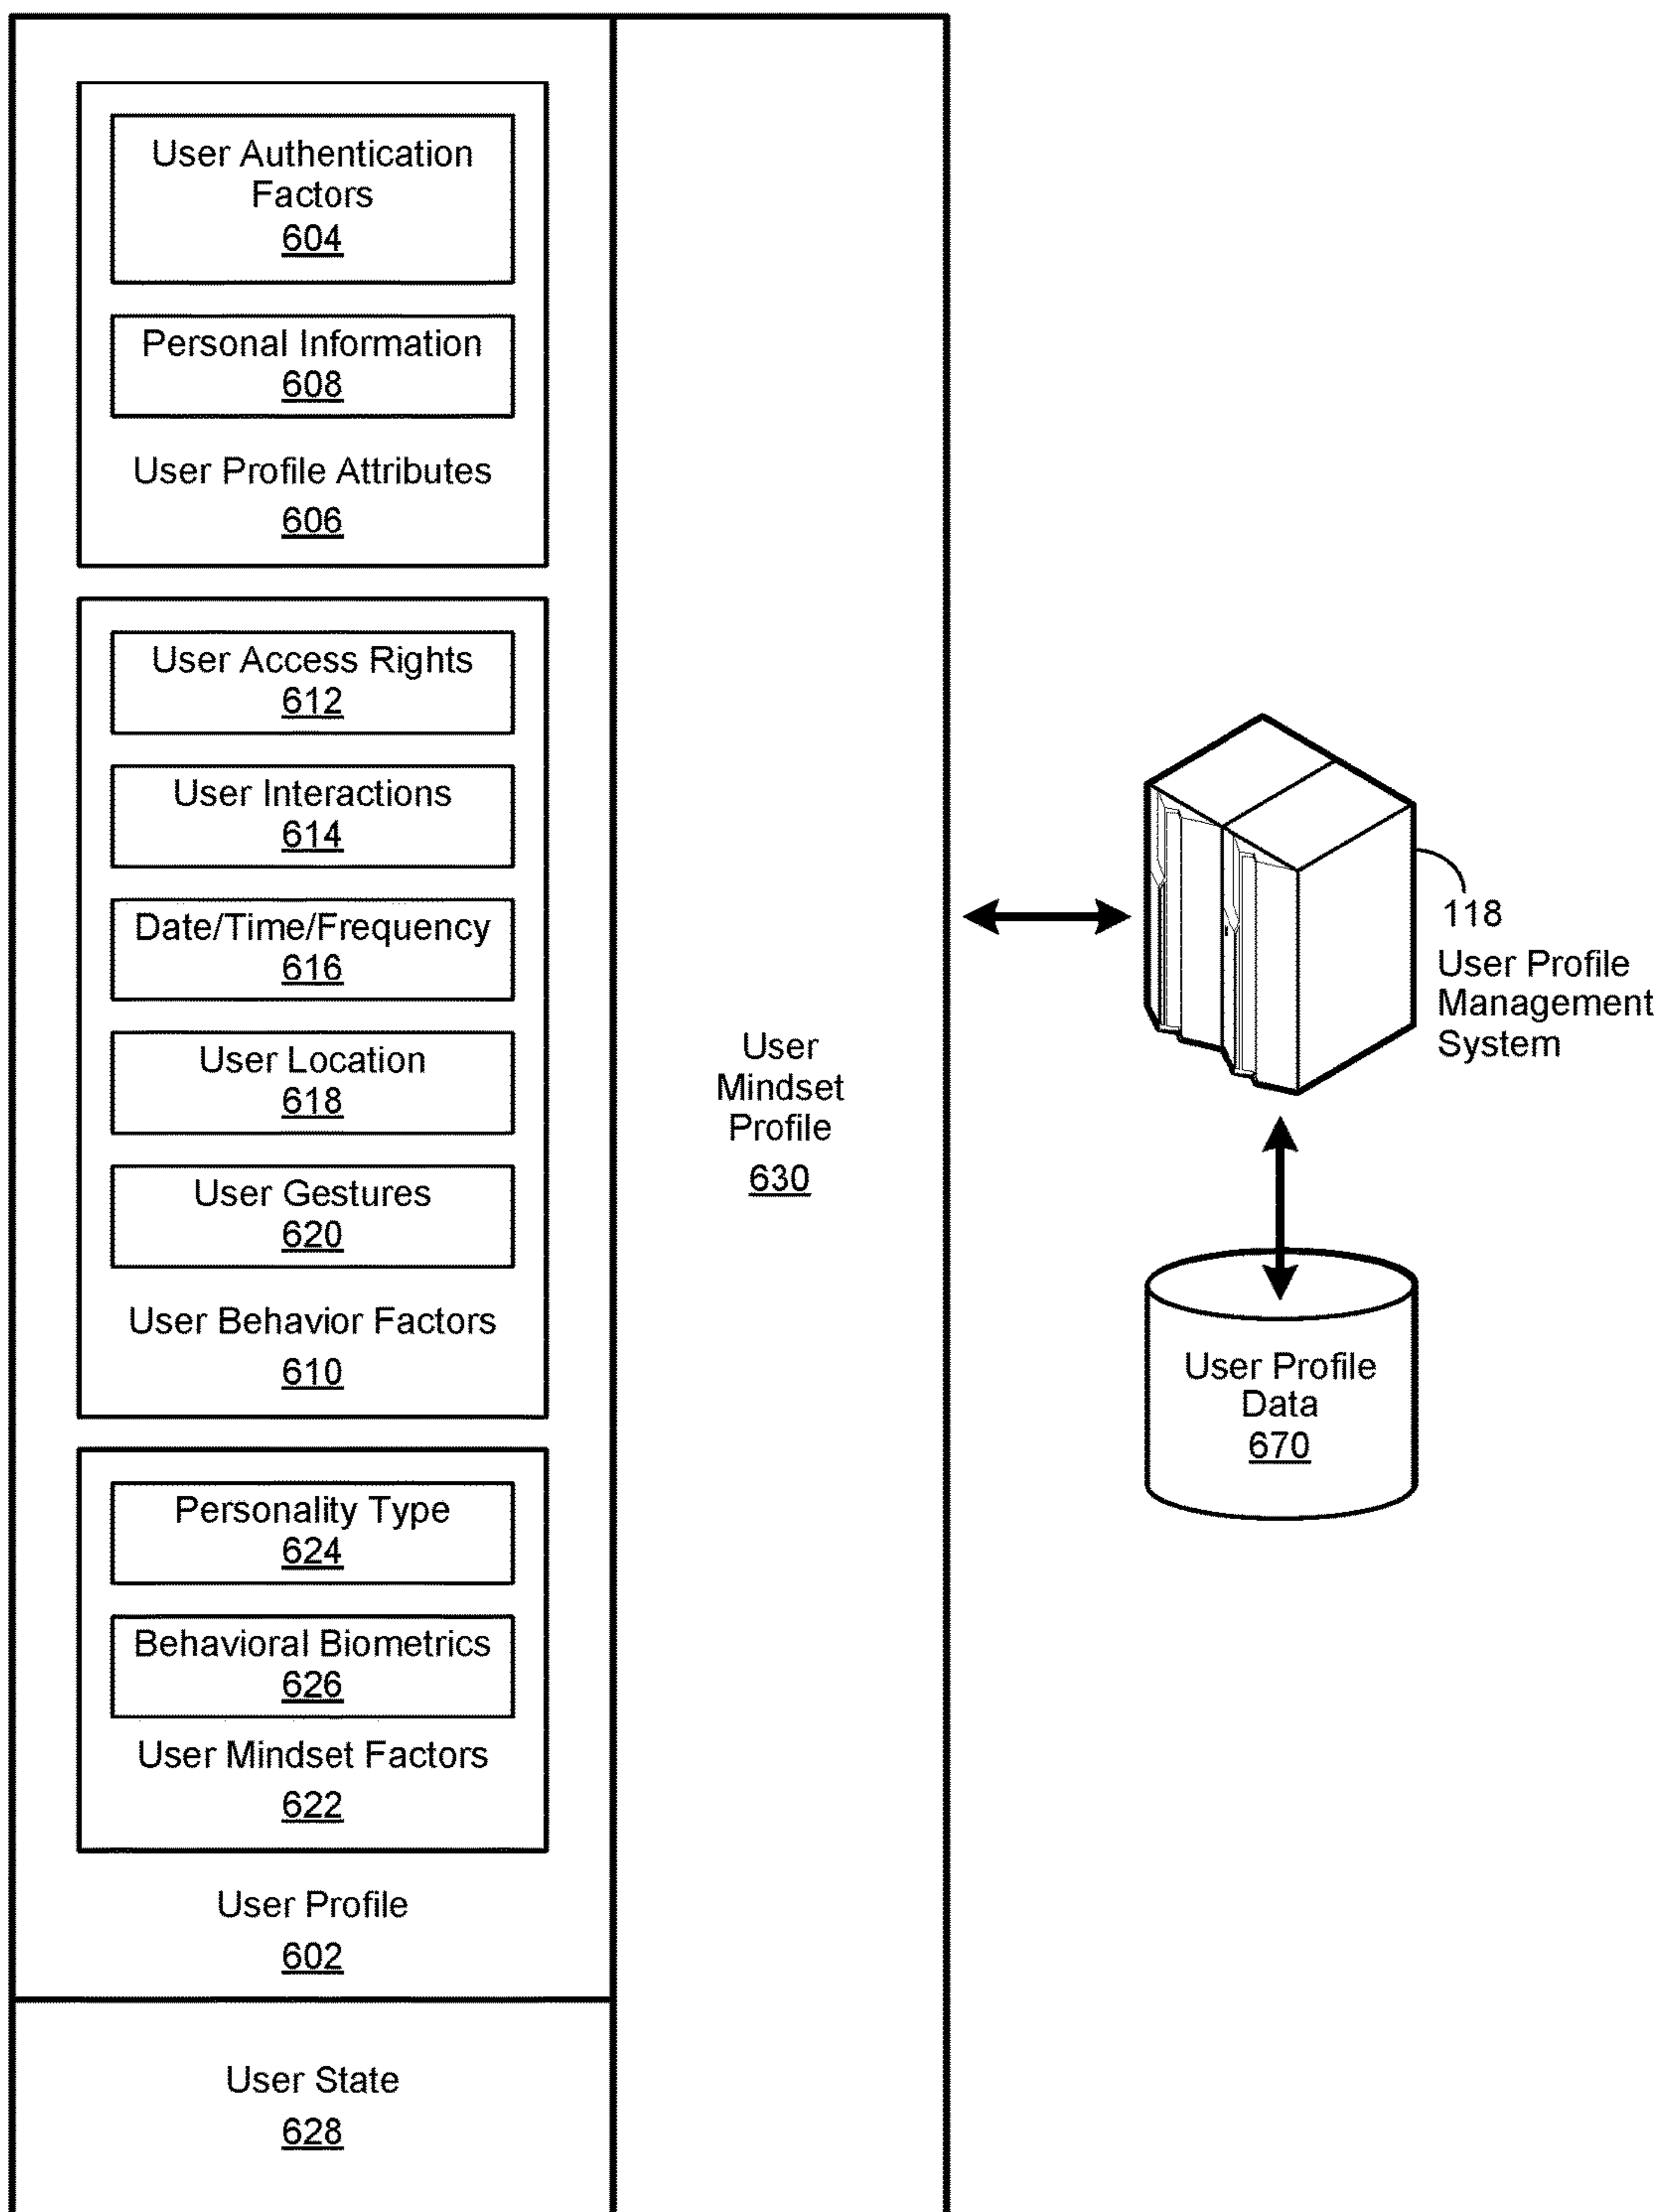 User Authentication
Factors
604
Personal Information
608
User Profile Attributes
606
User Access Rights
612
User Interactions
614
Date/Time/Frequency
616
User Location
618
User Gestures
620
User Behavior Factors
610
Personality Type
624
Behavioral Biometrics
626
User Mindset Factors
622
User Profile
602
User State
628
User
Mindset
Profile
630
118
User Profile
Management
System
User Profile
Data
670